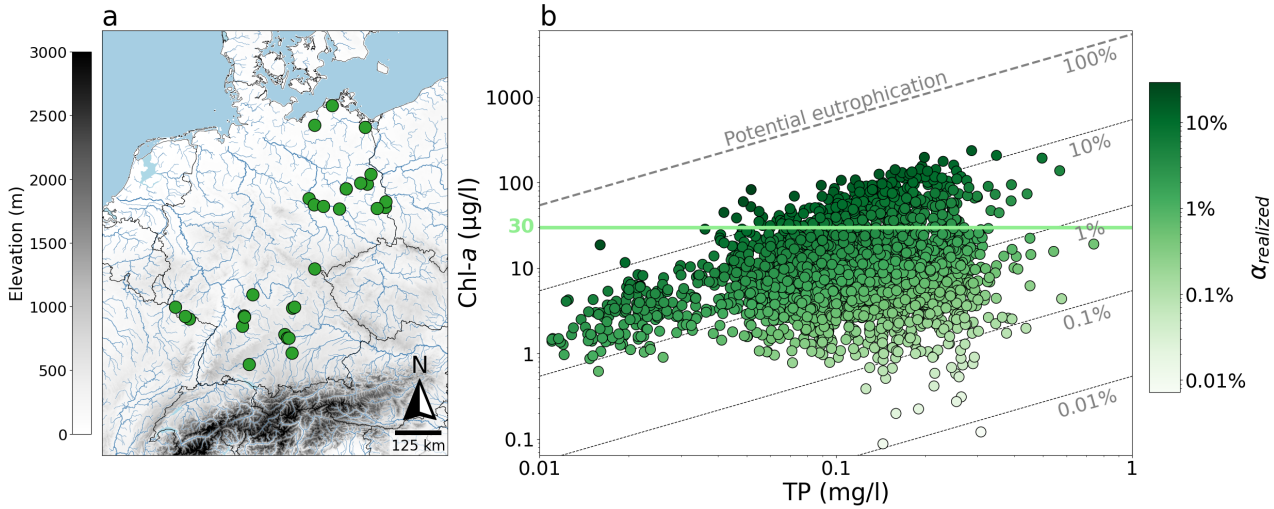 a
Elevation (m)
3000
2500
2000
1500
1000
500
0
N
125 km
b
Chl-a (µg/l)
1000
100
30
10
1
0.1
0.01
0.1
1
TP (mg/l)
Potential eutrophication
100%
10%
1%
0.1%
0.01%
10%
1%
0.1%
0.01%
αrealized